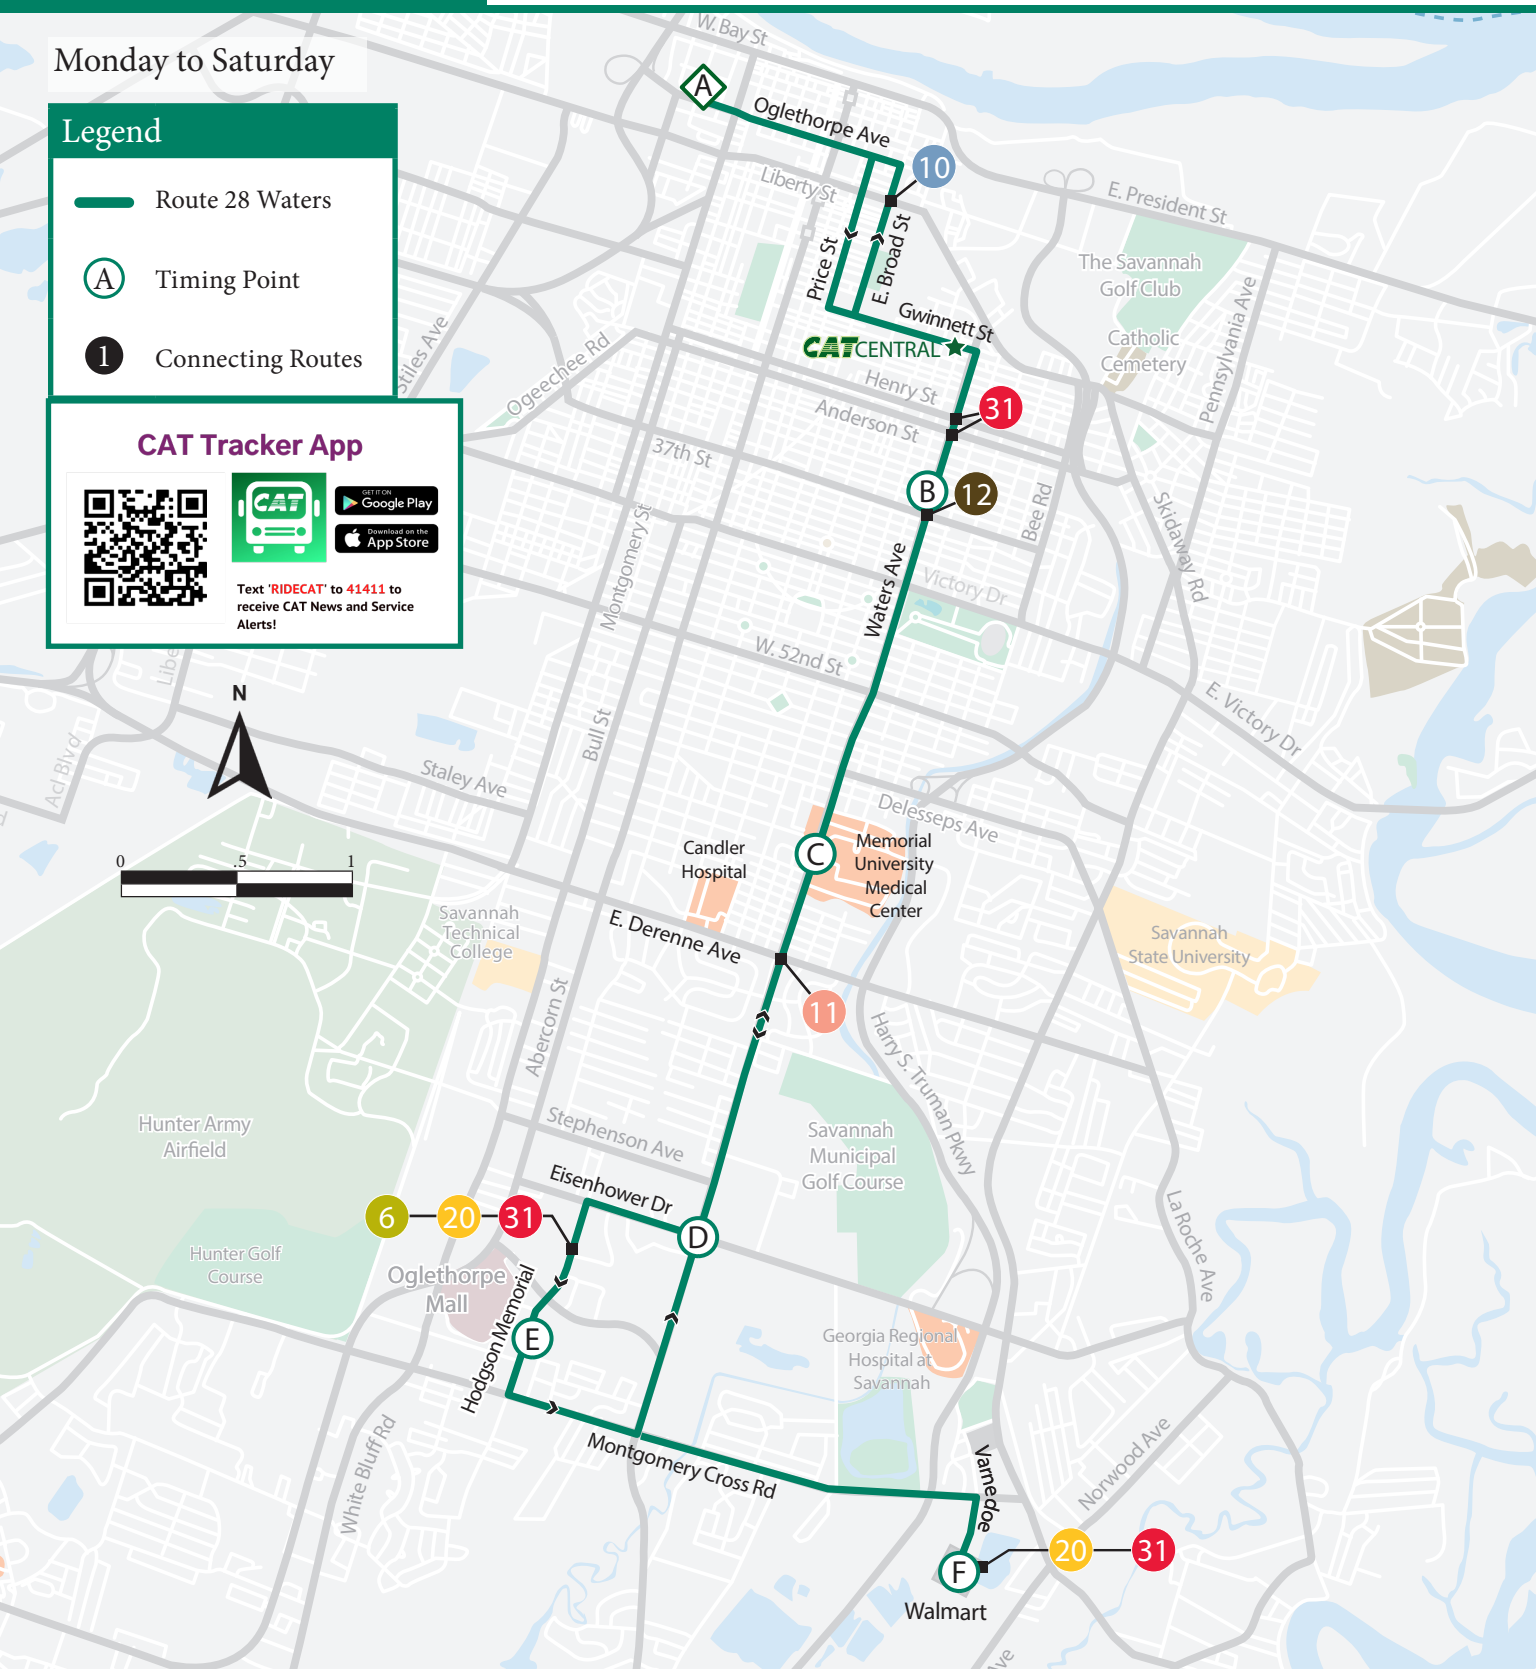 Monday to Saturday
Legend
Route 28 Waters
A
Timing Point
1
Connecting Routes
CAT Tracker App
CAT
GET IT ON
Google Play
Download on the
App Store
Text 'RIDECAT' to 41411 to
receive CAT News and Service
Alerts!
N
0 .5 1
W. Bay St
A
Oglethorpe Ave
10
Liberty St
E. President St
Price St
E. Broad St
The Savannah
Golf Club
Gwinnett St
CATCENTRAL
Catholic
Cemetery
Pennsylvania Ave
Stiles Ave
Ogeechee Rd
Henry St
31
Anderson St
37th St
B
12
Bee Rd
Skidaway Rd
Montgomery St
Waters Ave
Victory Dr
W. 52nd St
E. Victory Dr
Libe
Bull St
Acl Blvd
Staley Ave
Delesseps Ave
Candler
Hospital
C
Memorial
University
Medical
Center
E. Derenne Ave
Savannah
Technical
College
Savannah
State University
Abercorn St
11
Harry S. Truman Pkwy
Hunter Army
Airfield
Stephenson Ave
Savannah
Municipal
Golf Course
Eisenhower Dr
6
20
31
D
La Roche Ave
Hunter Golf
Course
Oglethorpe
Mall
Hodgson Memorial
E
Georgia Regional
Hospital at
Savannah
White Bluff Rd
Montgomery Cross Rd
Varnedoe
Norwood Ave
20
31
F
Walmart
Ave